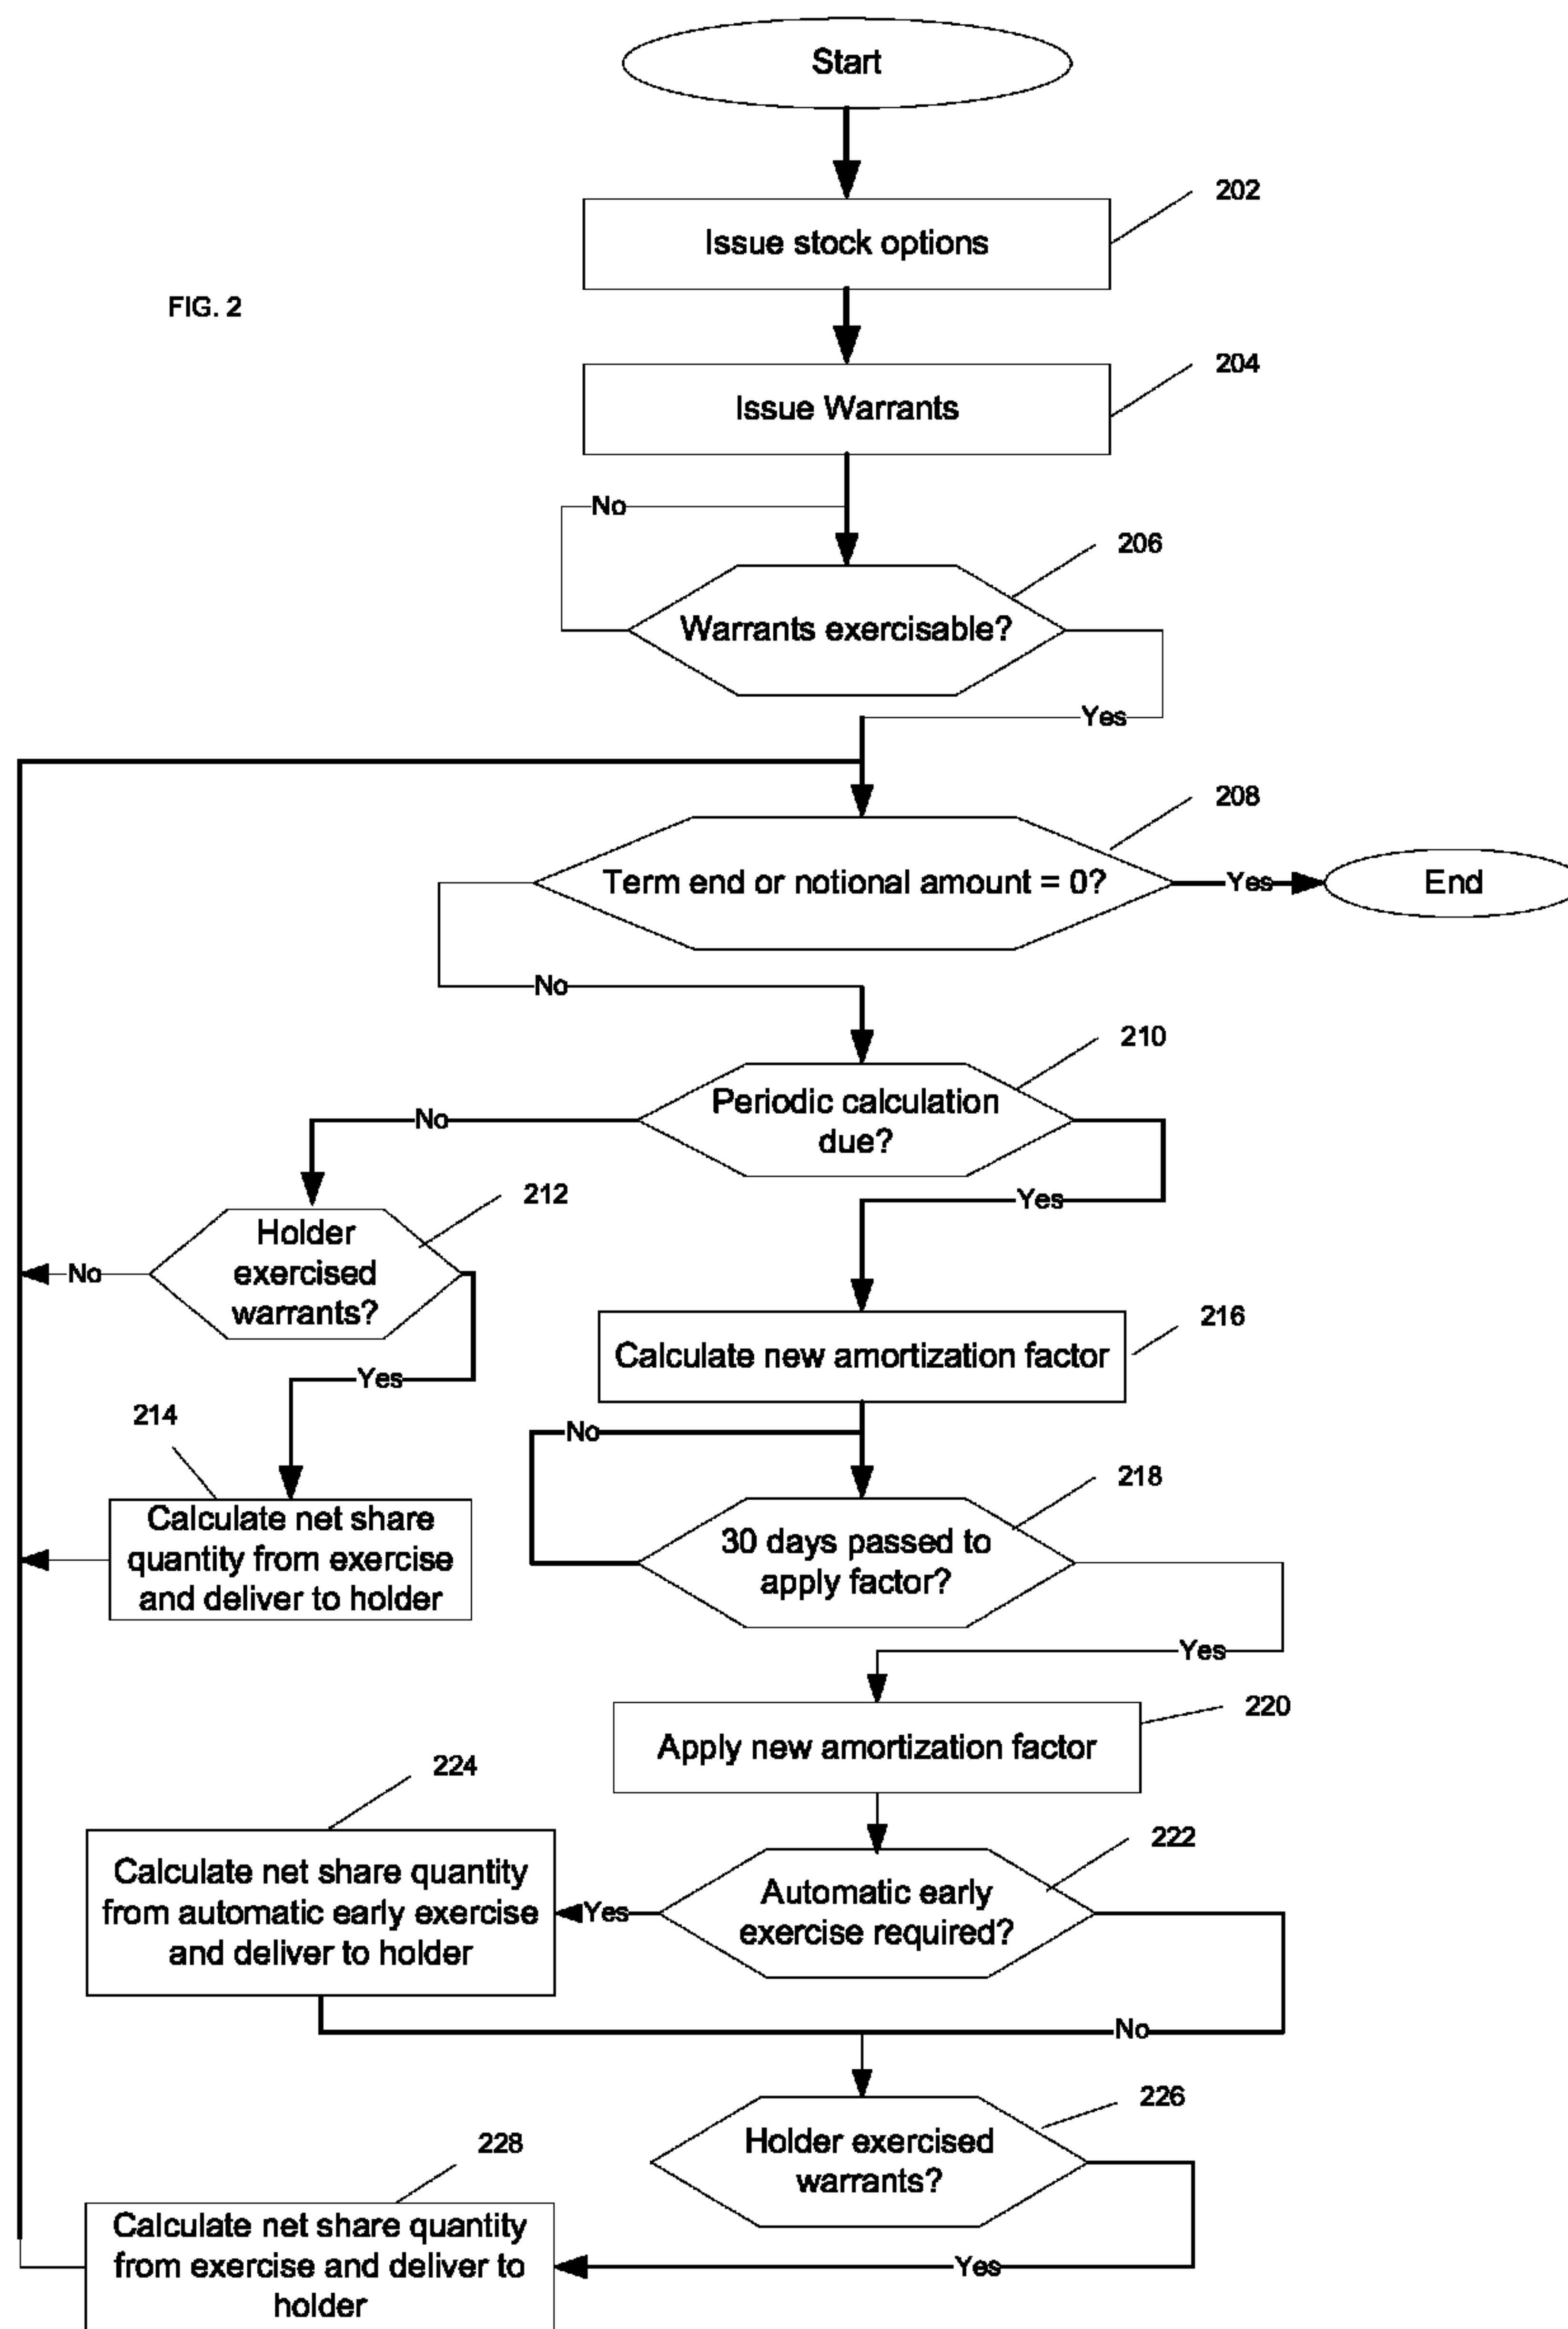 Start
202
Issue stock options
FIG. 2
204
Issue Warrants
No
206
Warrants exercisable?
Yes
208
Term end or notional amount = 0?
Yes
End
No
210
Periodic calculation
due?
No
Yes
212
Holder
exercised
warrants?
No
Yes
216
Calculate new amortization factor
214
Calculate net share
quantity from exercise
and deliver to holder
No
218
30 days passed to
apply factor?
Yes
220
Apply new amortization factor
224
Calculate net share quantity
from automatic early exercise
and deliver to holder
222
Automatic early
exercise required?
Yes
No
226
Holder exercised
warrants?
228
Calculate net share quantity
from exercise and deliver to
holder
Yes